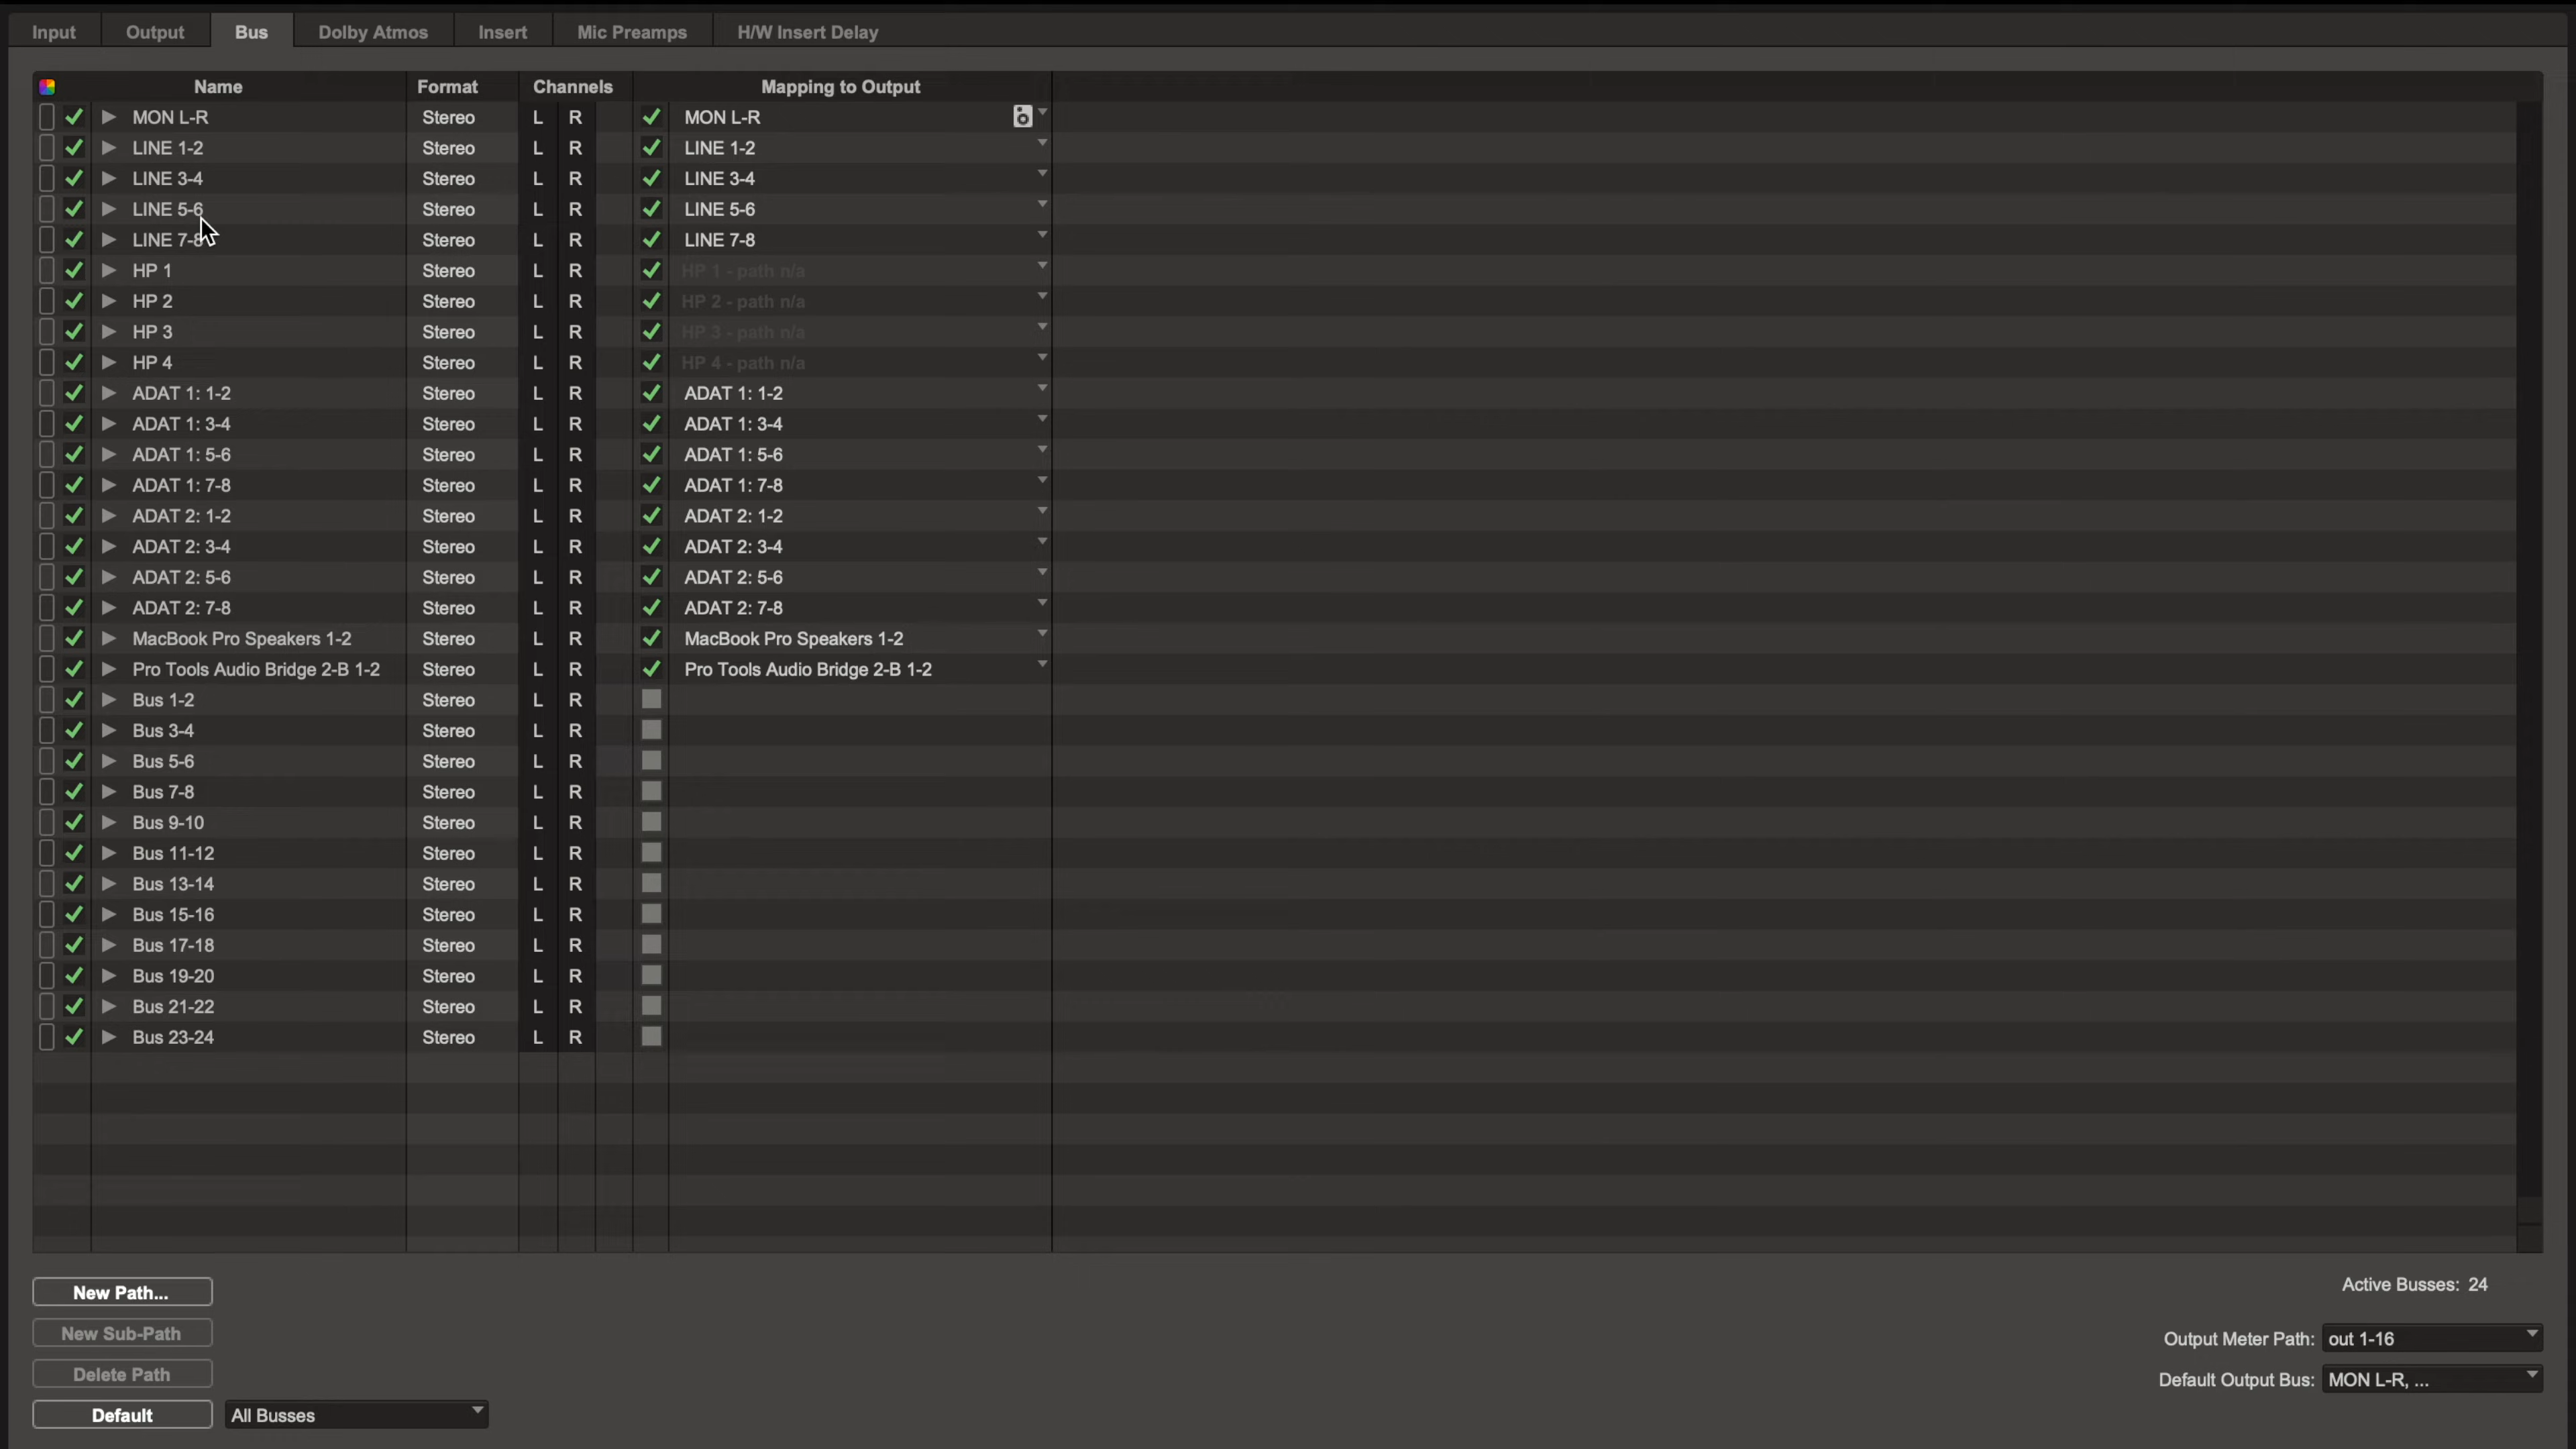 Input Output Bus Dolby Atmos Insert Mic Preamps H/W Insert Delay
Name Format Channels Mapping to Output
MON L-R Stereo L R MON L-R
LINE 1-2 Stereo L R LINE 1-2
LINE 3-4 Stereo L R LINE 3-4
LINE 5-6 Stereo L R LINE 5-6
LINE 7-8 Stereo L R LINE 7-8
HP 1 Stereo L R HP 1 - path n/a
HP 2 Stereo L R HP 2 - path n/a
HP 3 Stereo L R HP 3 - path n/a
HP 4 Stereo L R HP 4 - path n/a
ADAT 1: 1-2 Stereo L R ADAT 1: 1-2
ADAT 1: 3-4 Stereo L R ADAT 1: 3-4
ADAT 1: 5-6 Stereo L R ADAT 1: 5-6
ADAT 1: 7-8 Stereo L R ADAT 1: 7-8
ADAT 2: 1-2 Stereo L R ADAT 2: 1-2
ADAT 2: 3-4 Stereo L R ADAT 2: 3-4
ADAT 2: 5-6 Stereo L R ADAT 2: 5-6
ADAT 2: 7-8 Stereo L R ADAT 2: 7-8
MacBook Pro Speakers 1-2 Stereo L R MacBook Pro Speakers 1-2
Pro Tools Audio Bridge 2-B 1-2 Stereo L R Pro Tools Audio Bridge 2-B 1-2
Bus 1-2 Stereo L R
Bus 3-4 Stereo L R
Bus 5-6 Stereo L R
Bus 7-8 Stereo L R
Bus 9-10 Stereo L R
Bus 11-12 Stereo L R
Bus 13-14 Stereo L R
Bus 15-16 Stereo L R
Bus 17-18 Stereo L R
Bus 19-20 Stereo L R
Bus 21-22 Stereo L R
Bus 23-24 Stereo L R
New Path... Active Busses: 24
New Sub-Path Output Meter Path: out 1-16
Delete Path Default Output Bus: MON L-R, ...
Default All Busses